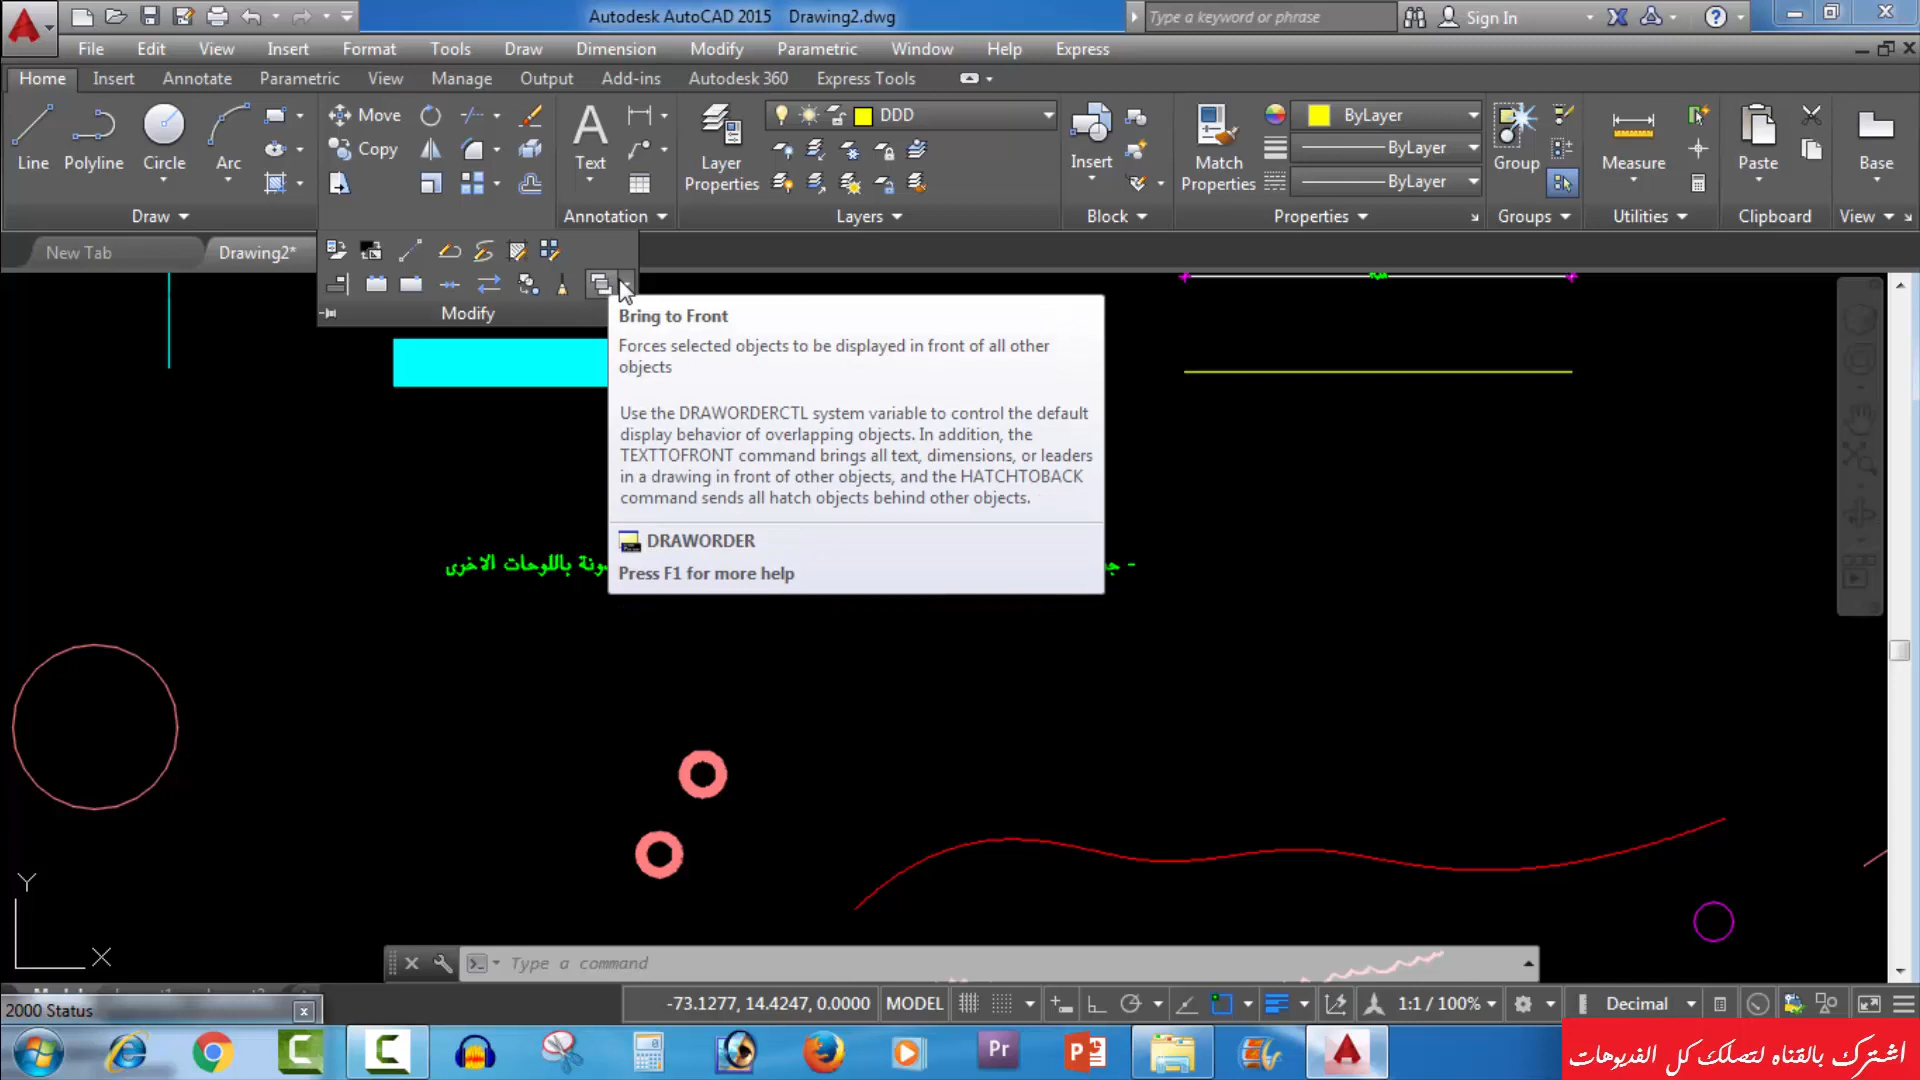 Autodesk AutoCAD 2015 Drawing2.dwg
Type a keyword or phrase
Sign In
File Edit View Insert Format Tools Draw Dimension Modify Parametric Window Help Express
Home Insert Annotate Parametric View Manage Output Add-ins Autodesk 360 Express Tools
Move
DDD
ByLayer
Copy
ByLayer
Line Polyline Circle Arc
Text
Layer Properties
Insert
Match Properties
ByLayer
Group
Measure
Paste
Base
Draw
Annotation
Layers
Block
Properties
Groups
Utilities
Clipboard
View
New Tab
Drawing2*
Modify
Bring to Front
Forces selected objects to be displayed in front of all other
objects
Use the DRAWORDERCTL system variable to control the default
display behavior of overlapping objects. In addition, the
TEXTTOFRONT command brings all text, dimensions, or leaders
in a drawing in front of other objects, and the HATCHTOBACK
command sends all hatch objects behind other objects.
DRAWORDER
Press F1 for more help
باللوحات الاخرى
Y
X
Type a command
2000 Status
-73.1277, 14.4247, 0.0000 MODEL
1:1 / 100%
Decimal
Pr
اشترك بالقناه لتصلك كل الفديوهات